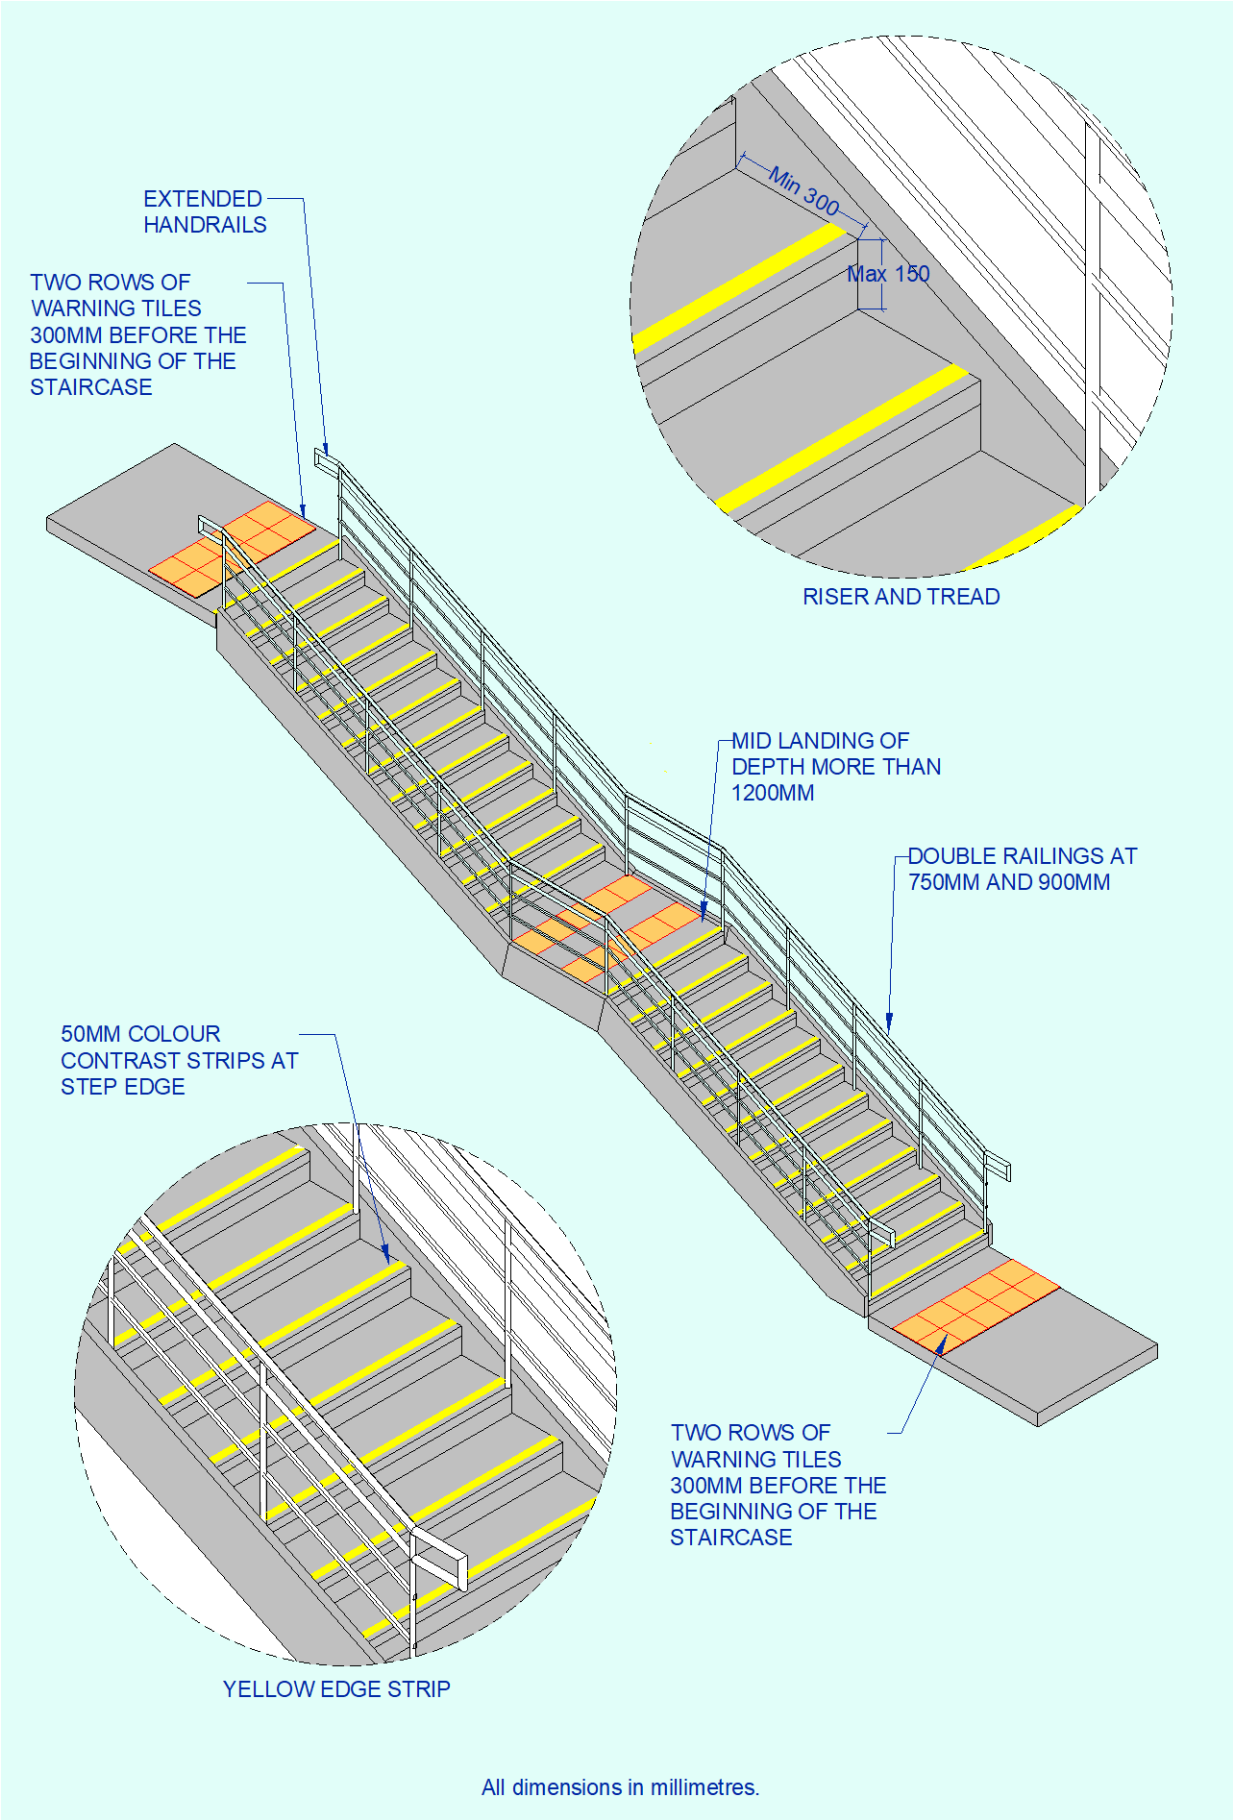 EXTENDED
HANDRAILS
TWO ROWS OF
WARNING TILES
300MM BEFORE THE
BEGINNING OF THE
STAIRCASE
Min 300
Max 150
RISER AND TREAD
MID LANDING OF
DEPTH MORE THAN
1200MM
DOUBLE RAILINGS AT
750MM AND 900MM
50MM COLOUR
CONTRAST STRIPS AT
STEP EDGE
TWO ROWS OF
WARNING TILES
300MM BEFORE THE
BEGINNING OF THE
STAIRCASE
YELLOW EDGE STRIP
All dimensions in millimetres.